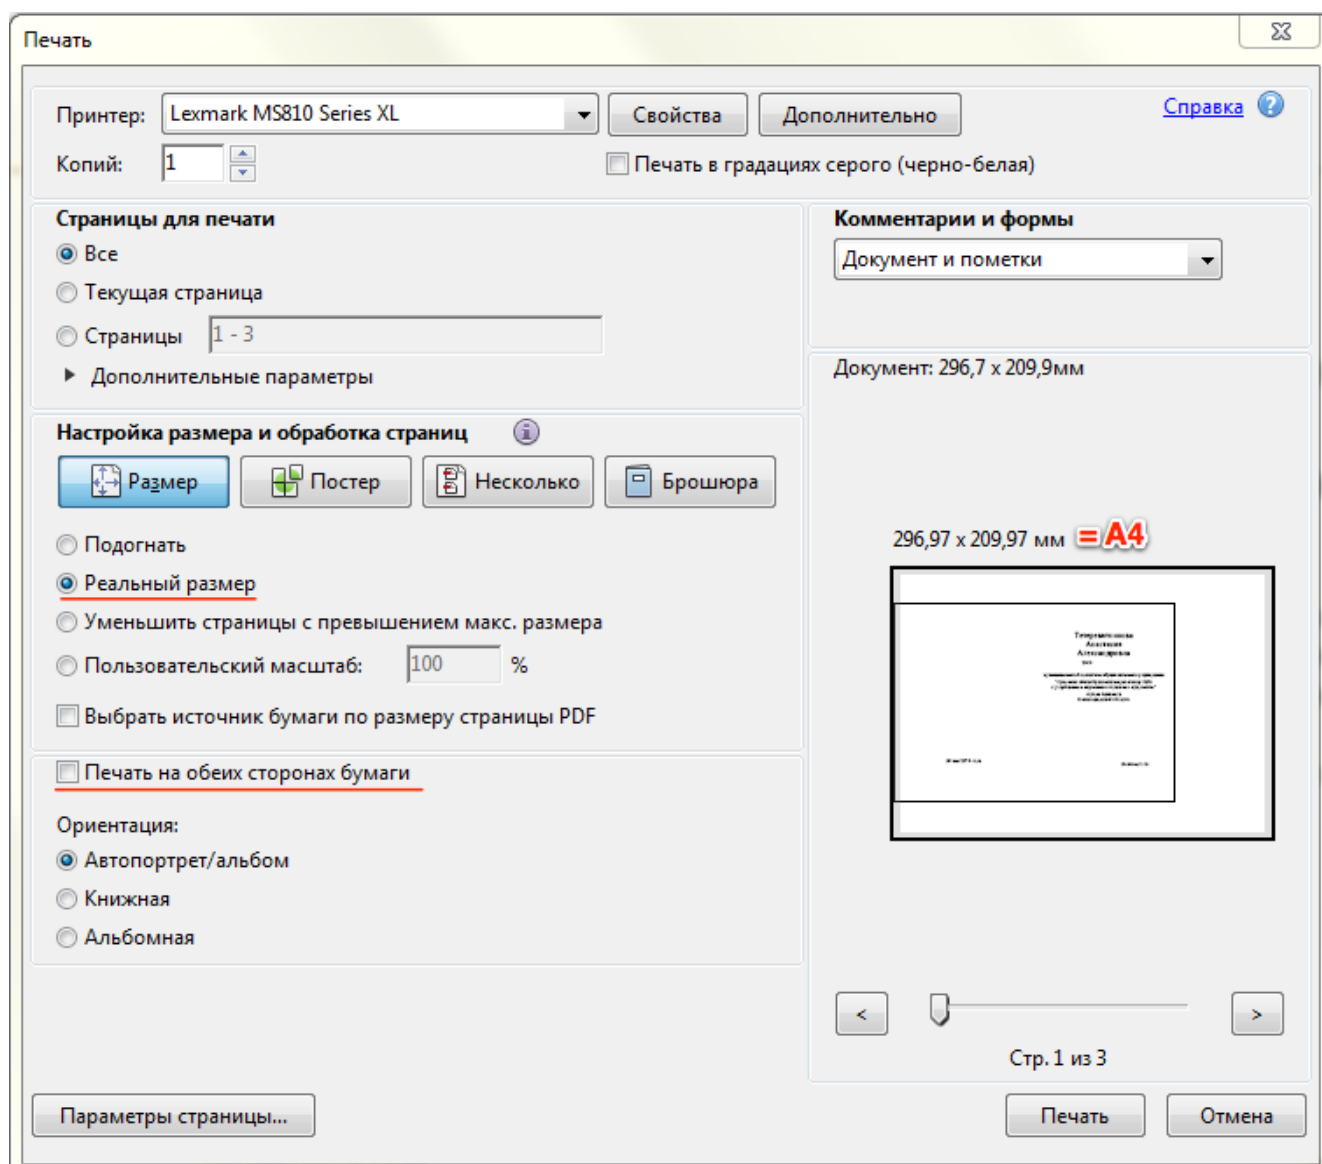 Печать
Принтер: Lexmark MS810 Series XL Свойства Дополнительно Справка
Копий: 1 Печать в градациях серого (черно-белая)
Страницы для печати
Все
Текущая страница
Страницы 1 - 3
Дополнительные параметры
Настройка размера и обработка страниц
Размер Постер Несколько Брошюра
Подогнать
Реальный размер
Уменьшить страницы с превышением макс. размера
Пользовательский масштаб: 100 %
Выбрать источник бумаги по размеру страницы PDF
Печать на обеих сторонах бумаги
Ориентация:
Автопортрет/альбом
Книжная
Альбомная
Комментарии и формы
Документ и пометки
Документ: 296,7 x 209,9мм
296,97 x 209,97 мм = А4
Александровна
< >
Стр. 1 из 3
Параметры страницы... Печать Отмена